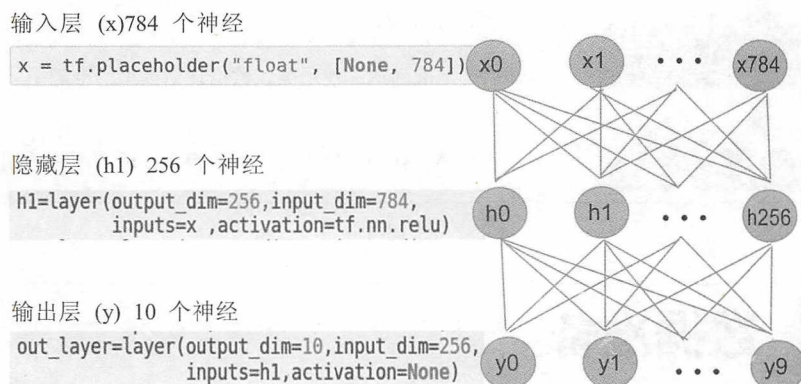 输入层 (x)784 个神经
x = tf.placeholder("float", [None, 784])
x0 x1 ··· x784
隐藏层 (h1) 256 个神经
h1=layer(output_dim=256,input_dim=784,
inputs=x ,activation=tf.nn.relu)
h0 h1 ··· h256
输出层 (y) 10 个神经
out_layer=layer(output_dim=10,input_dim=256,
inputs=h1,activation=None)
y0 y1 ··· y9